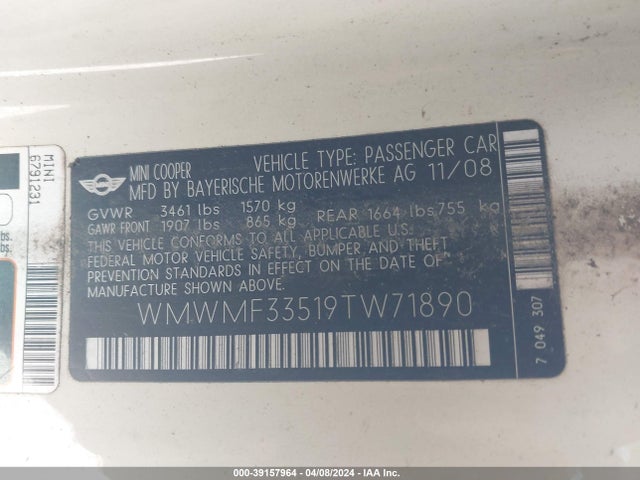 MINI
6791231
lbs.
lbs.
MINI COOPER
VEHICLE TYPE: PASSENGER CAR
MFD BY BAYERISCHE MOTORENWERKE AG 11/08
GVWR 3461 lbs 1570 kg
GAWR FRONT 1907 lbs 865 kg REAR 1664 lbs 755 kg
THIS VEHICLE CONFORMS TO ALL APPLICABLE U.S.
FEDERAL MOTOR VEHICLE SAFETY, BUMPER AND THEFT
PREVENTION STANDARDS IN EFFECT ON THE DATE OF
MANUFACTURE SHOWN ABOVE.
WMWMF33519TW71890
7 049 307
000-39157964 - 04/08/2024 - IAA Inc.